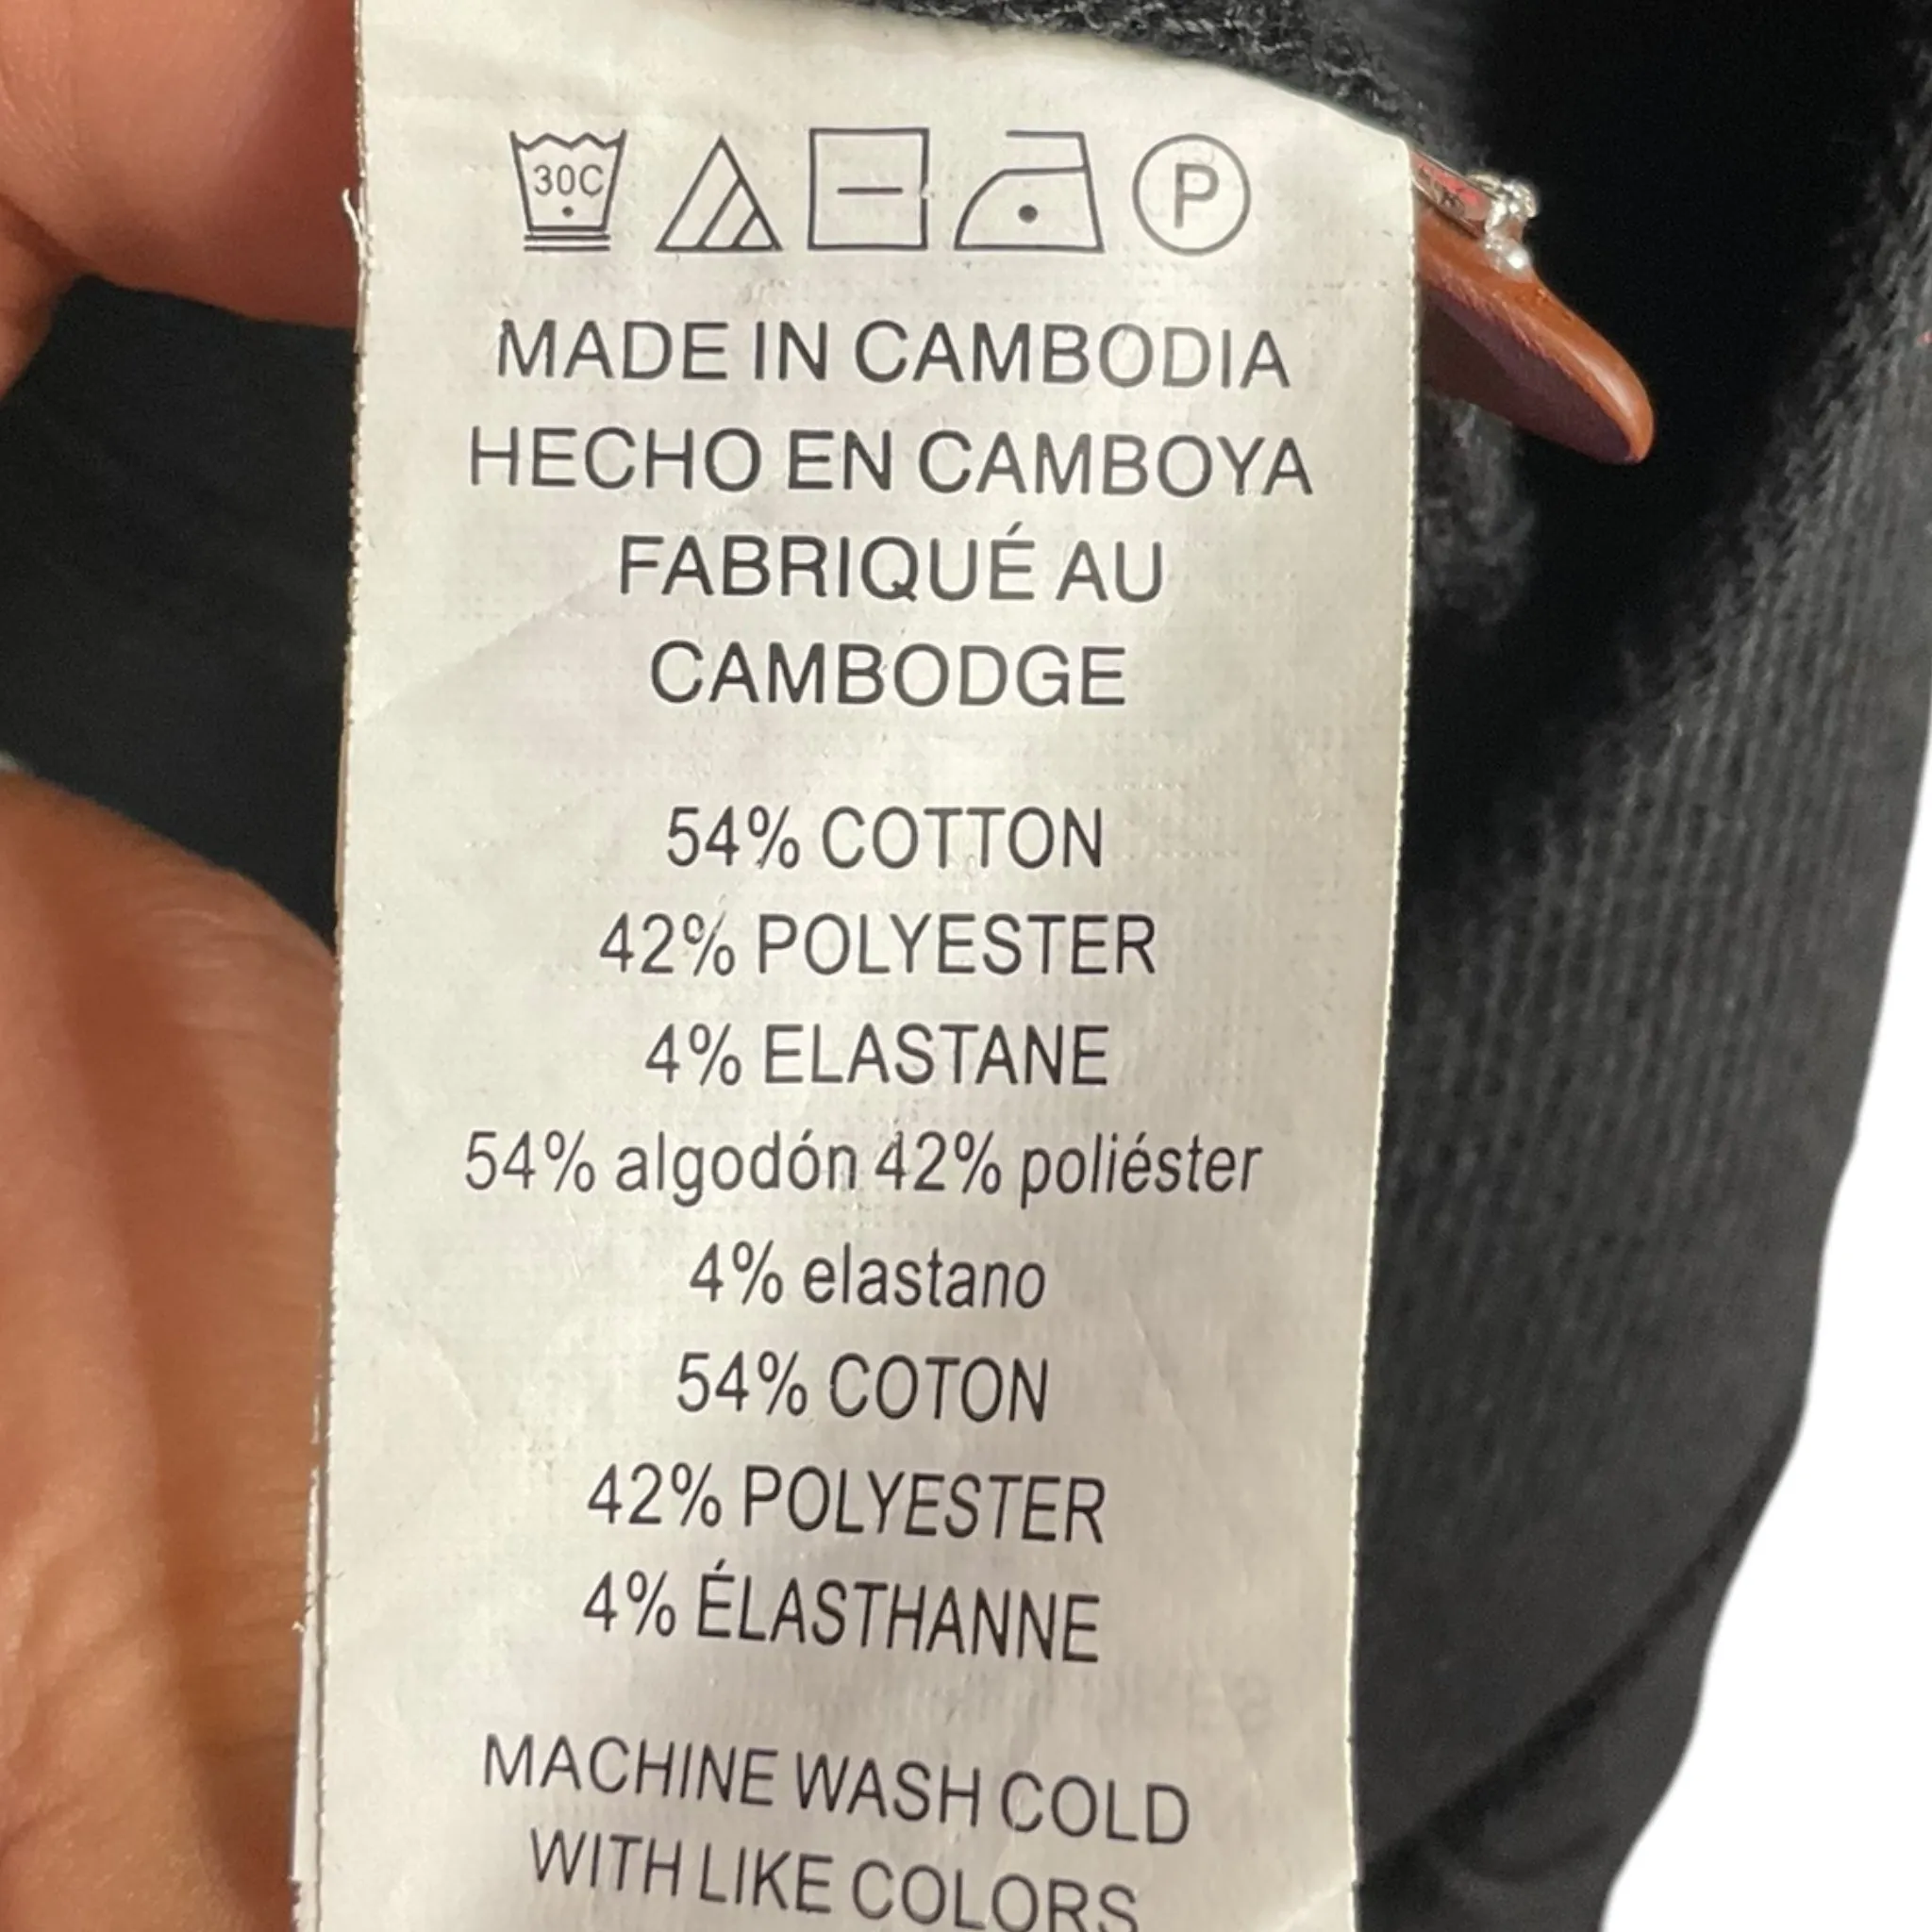 30C
P
MADE IN CAMBODIA
HECHO EN CAMBOYA
FABRIQUÉ AU
CAMBODGE
54% COTTON
42% POLYESTER
4% ELASTANE
54% algodón 42% poliéster
4% elastano
54% COTON
42% POLYESTER
4% ÉLASTHANNE
MACHINE WASH COLD
WITH LIKE COLORS